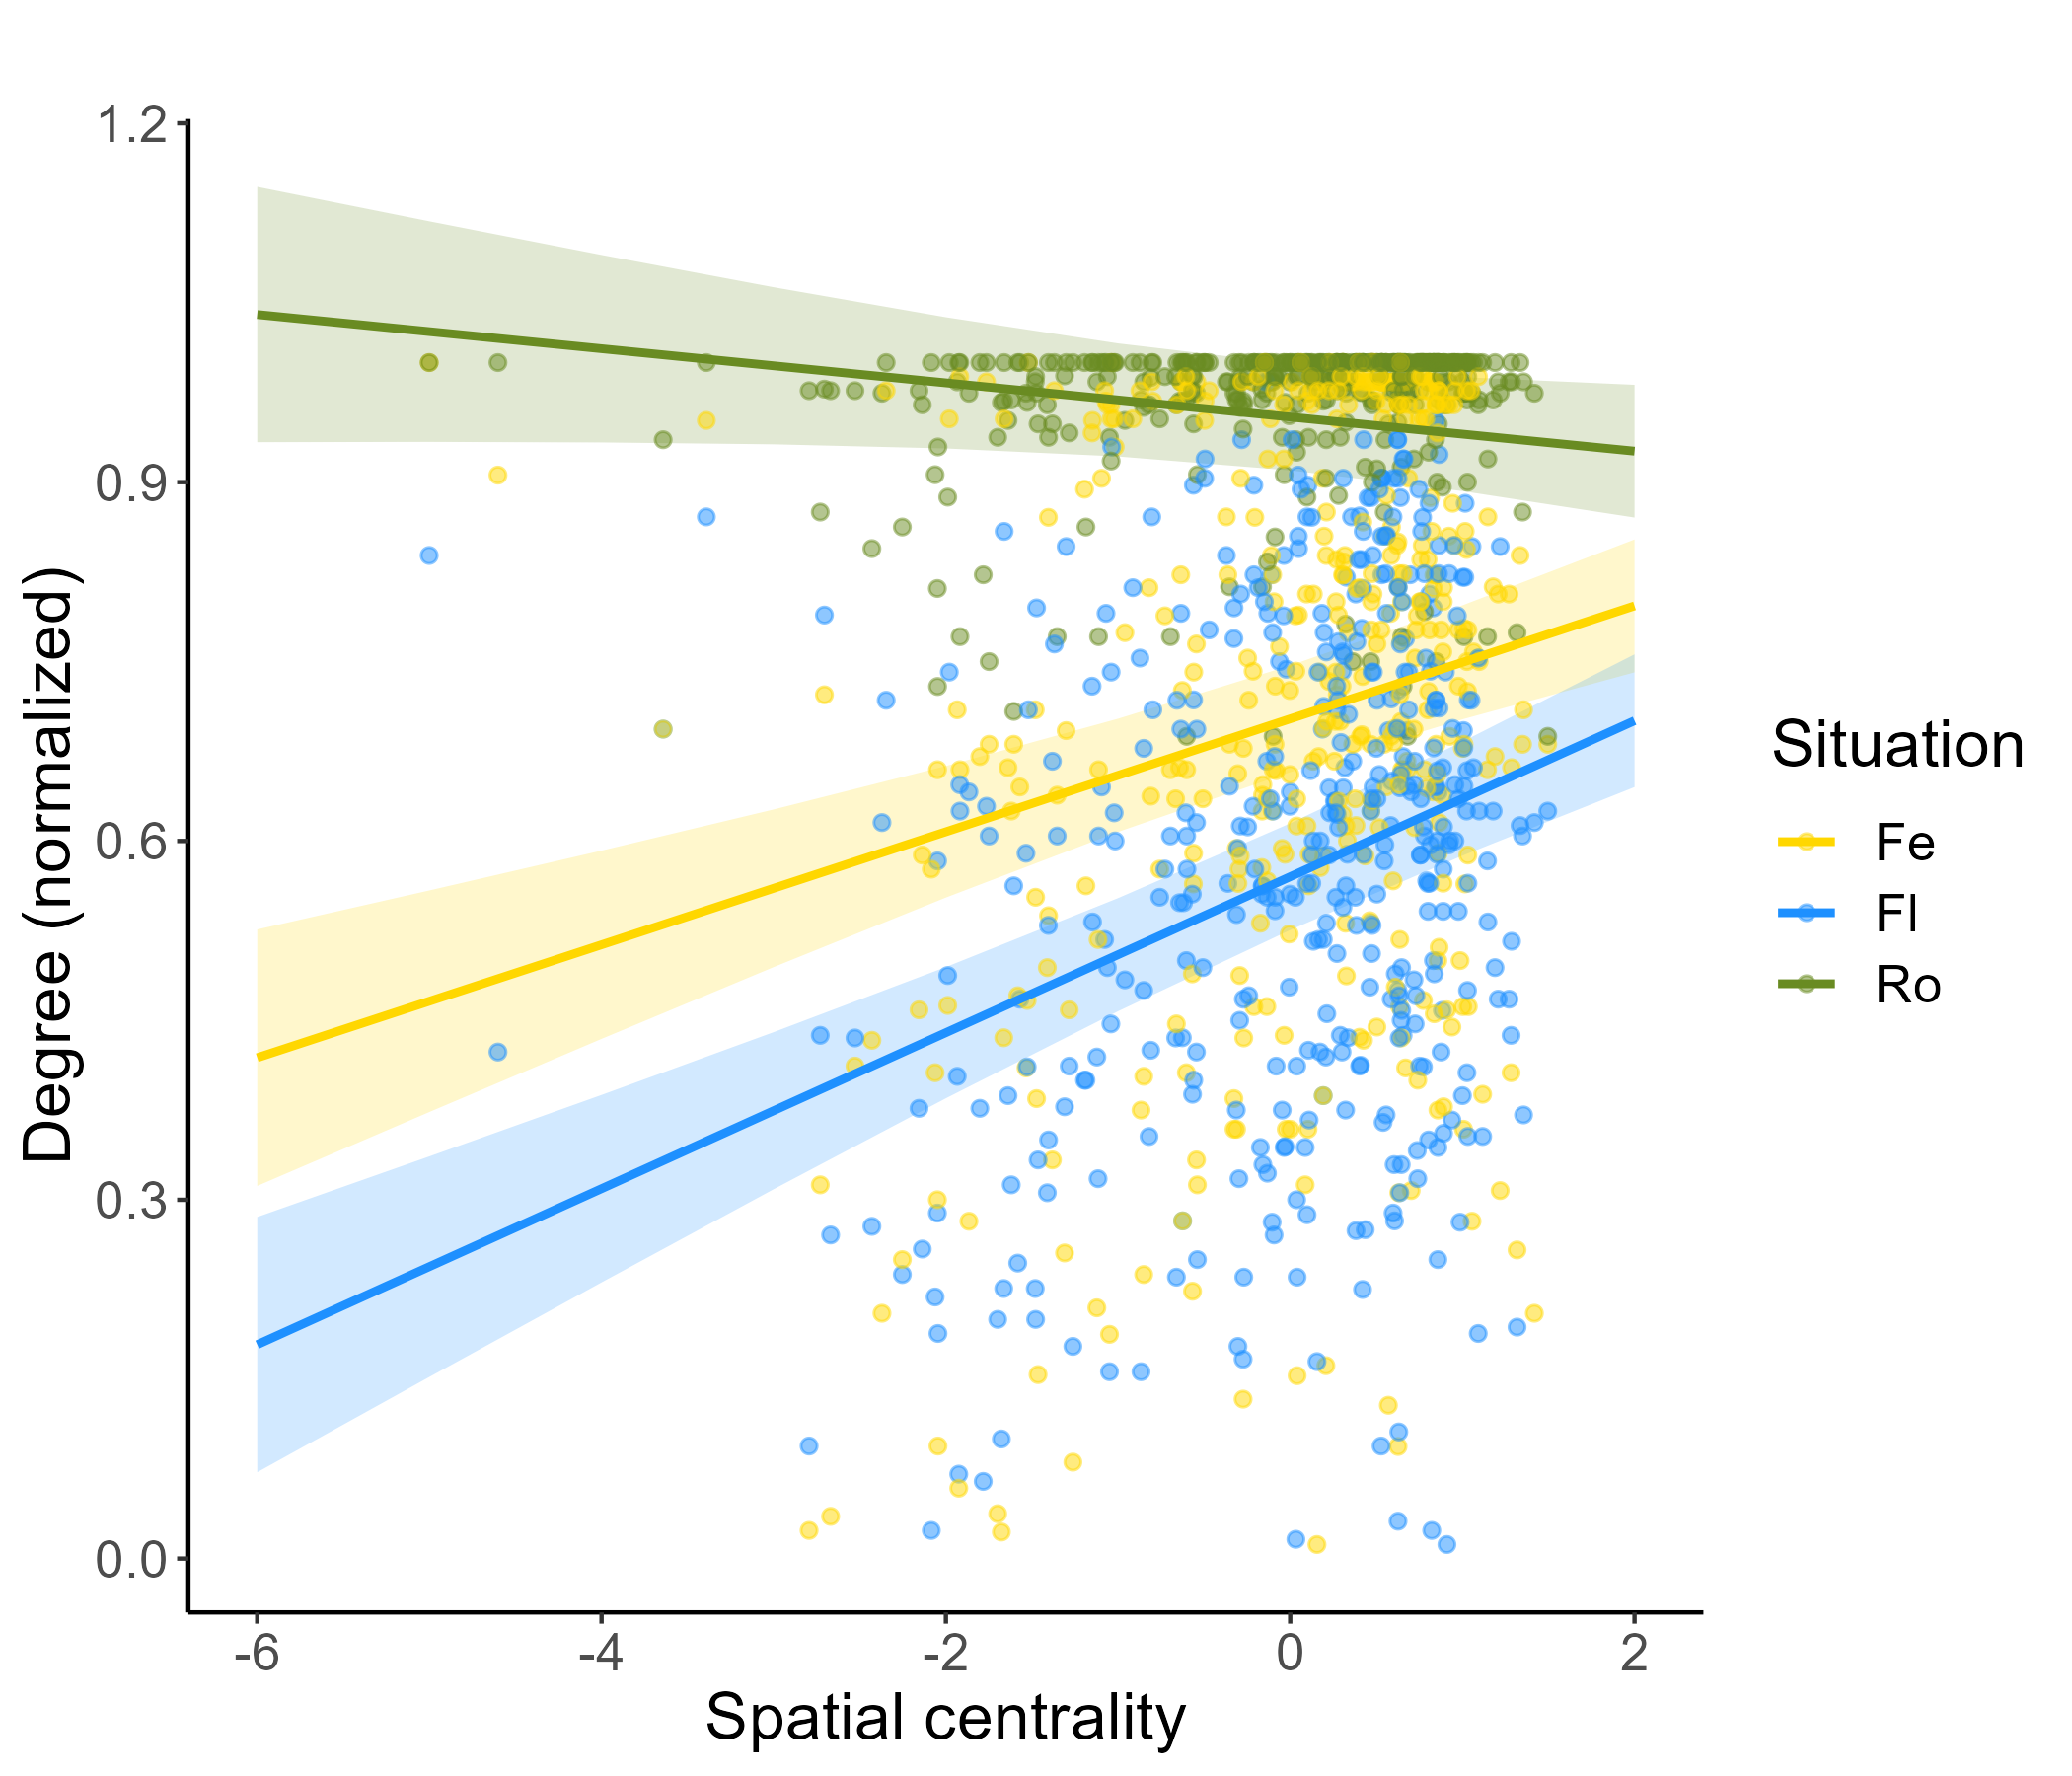 1.2
0.9
0.6
0.3
0.0
Degree (normalized)
-6
-4
-2
0
2
Spatial centrality
Situation
Fe
Fl
Ro